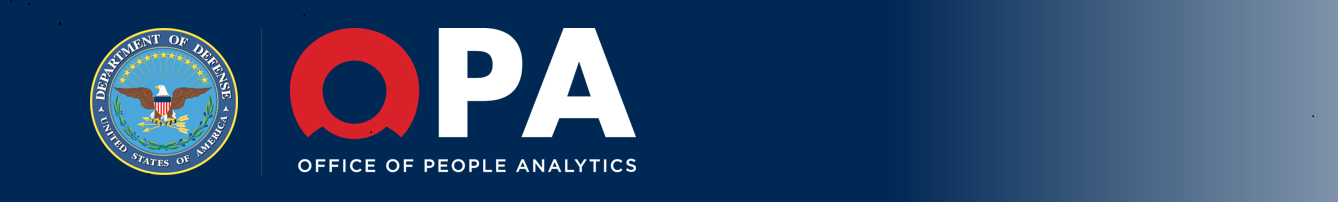 DEPARTMENT OF DEFENSE
UNITED STATES OF AMERICA
OPA
OFFICE OF PEOPLE ANALYTICS